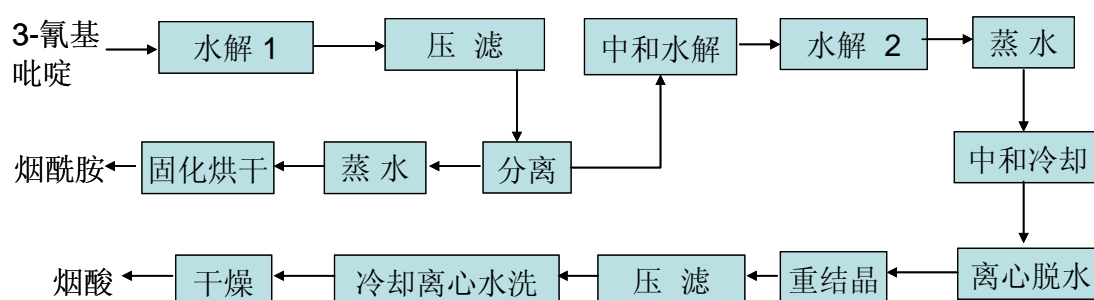 3-氰基
吡啶
水解 1
压 滤
中和水解
水解 2
蒸 水
烟酰胺
固化烘干
蒸 水
分离
中和冷却
烟酸
干燥
冷却离心水洗
压 滤
重结晶
离心脱水